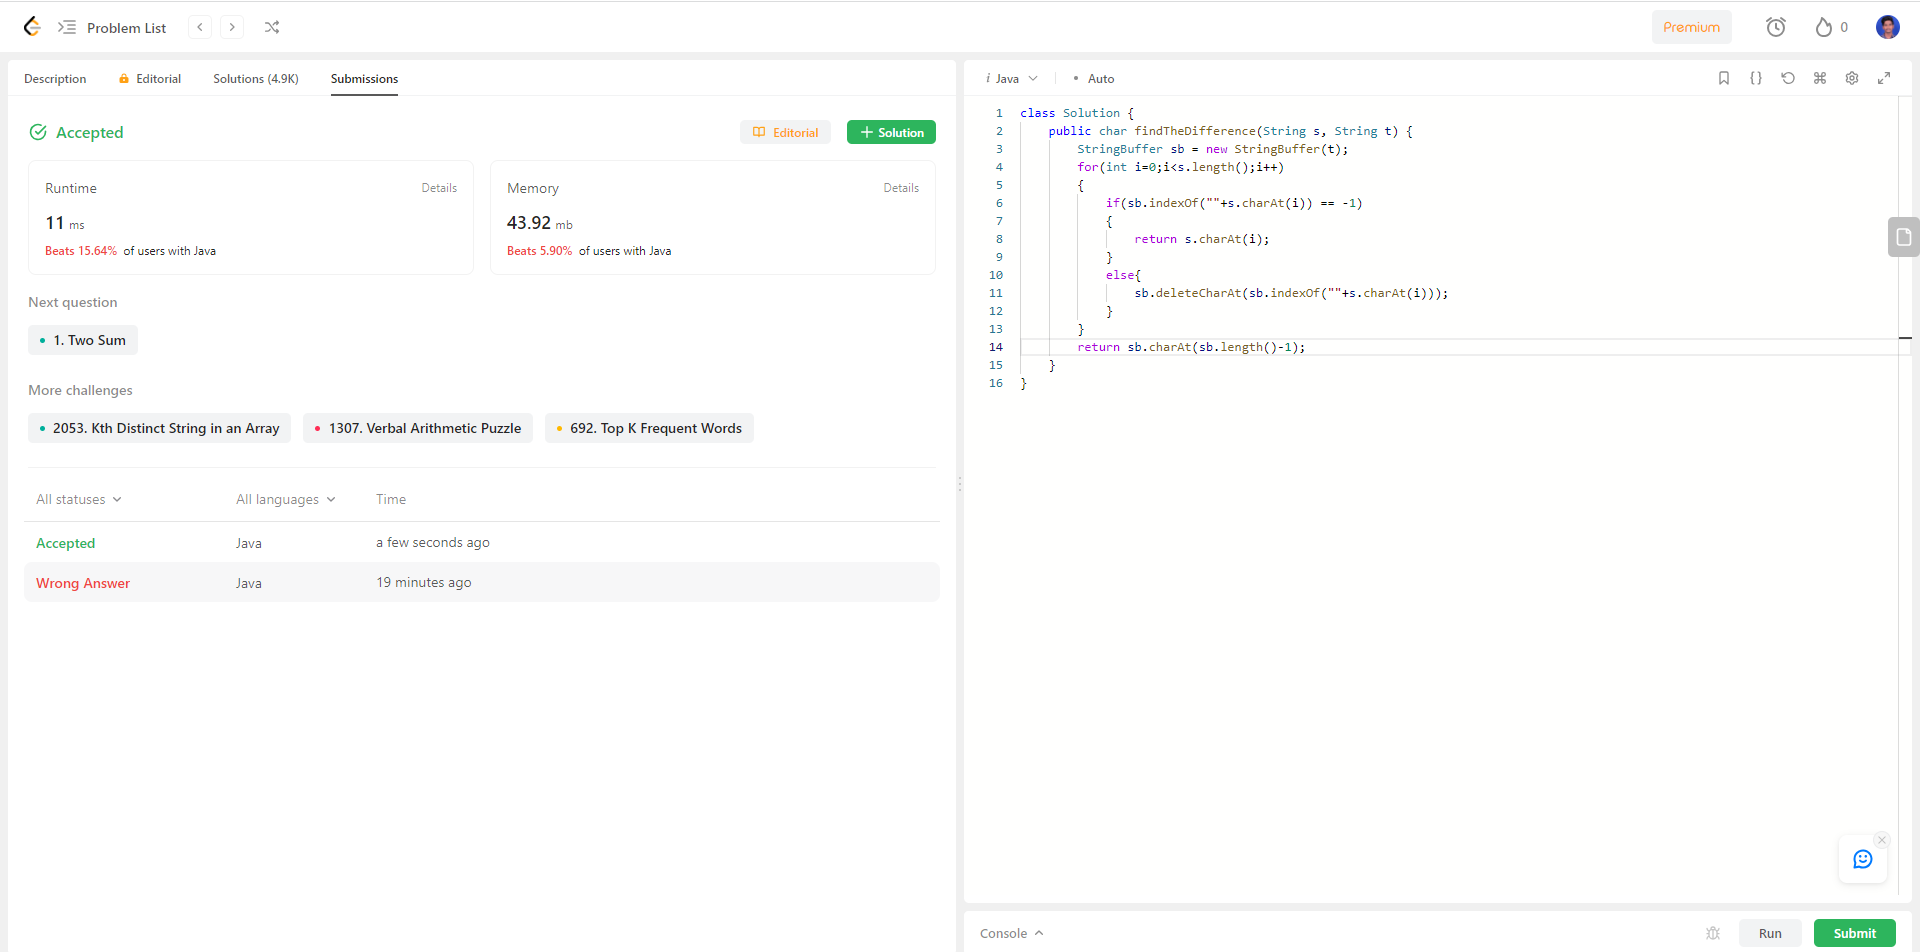 Problem List
Premium
0
Description Editorial Solutions (4.9K) Submissions
Accepted
Editorial
Solution
Runtime
Details
11 ms
Beats 15.64% of users with Java
Memory
Details
43.92 mb
Beats 5.90% of users with Java
Next question
1. Two Sum
More challenges
2053. Kth Distinct String in an Array
1307. Verbal Arithmetic Puzzle
692. Top K Frequent Words
All statuses All languages Time
Accepted Java a few seconds ago
Wrong Answer Java 19 minutes ago
i Java • Auto
1 class Solution {
2     public char findTheDifference(String s, String t) {
3         StringBuffer sb = new StringBuffer(t);
4         for(int i=0;i<s.length();i++)
5         {
6             if(sb.indexOf(""+s.charAt(i)) == -1)
7             {
8                 return s.charAt(i);
9             }
10             else{
11                 sb.deleteCharAt(sb.indexOf(""+s.charAt(i)));
12             }
13         }
14         return sb.charAt(sb.length()-1);
15     }
16 }
Console
Run
Submit